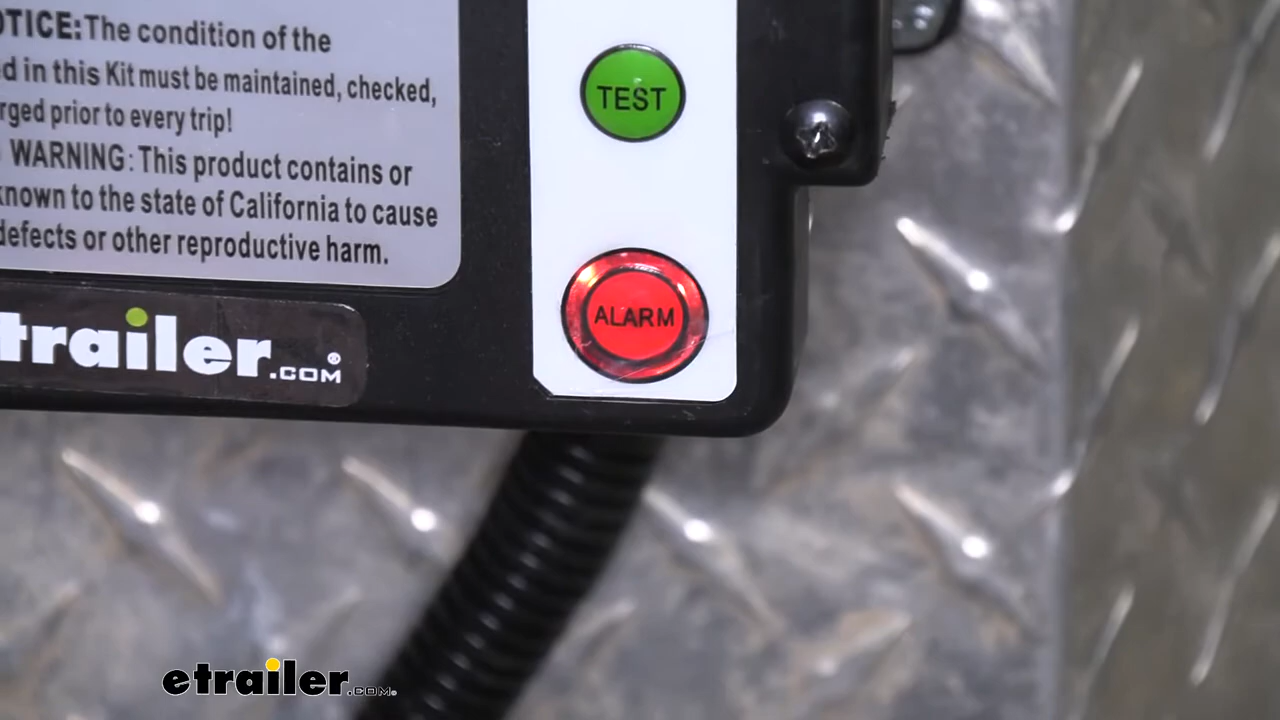 OTICE: The condition of the
d in this Kit must be maintained, checked,
rged prior to every trip!
WARNING: This product contains or
known to the state of California to cause
defects or other reproductive harm.
TEST
ALARM
trailer.COM®
etrailer.COM®